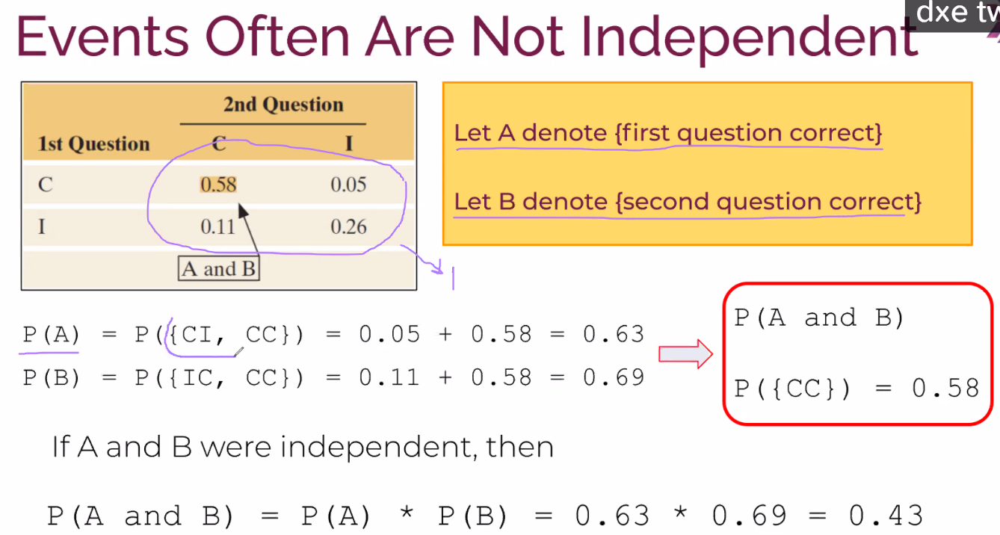 dxe tw
Events Often Are Not Independent
2nd Question
1st Question C I
C 0.58 0.05
I 0.11 0.26
A and B
Let A denote {first question correct}
Let B denote {second question correct}
1
P(A) = P({CI, CC}) = 0.05 + 0.58 = 0.63
P(B) = P({IC, CC}) = 0.11 + 0.58 = 0.69
P(A and B)
P({CC}) = 0.58
If A and B were independent, then
P(A and B) = P(A) * P(B) = 0.63 * 0.69 = 0.43